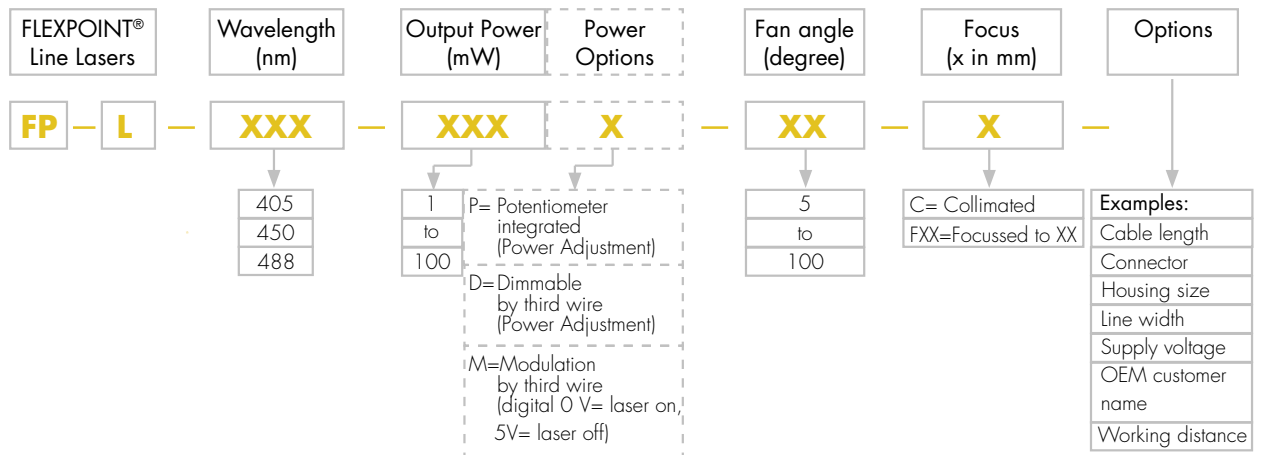 FLEXPOINT®
Line Lasers
Wavelength
(nm)
Output Power
(mW)
Power
Options
Fan angle
(degree)
Focus
(x in mm)
Options
FP — L — XXX — XXX X — XX — X —
405
450
488
1
to
100
P= Potentiometer
integrated
(Power Adjustment)
D= Dimmable
by third wire
(Power Adjustment)
M=Modulation
by third wire
(digital 0 V= laser on,
5V= laser off)
5
to
100
C= Collimated
FXX=Focussed to XX
Examples:
Cable length
Connector
Housing size
Line width
Supply voltage
OEM customer
name
Working distance